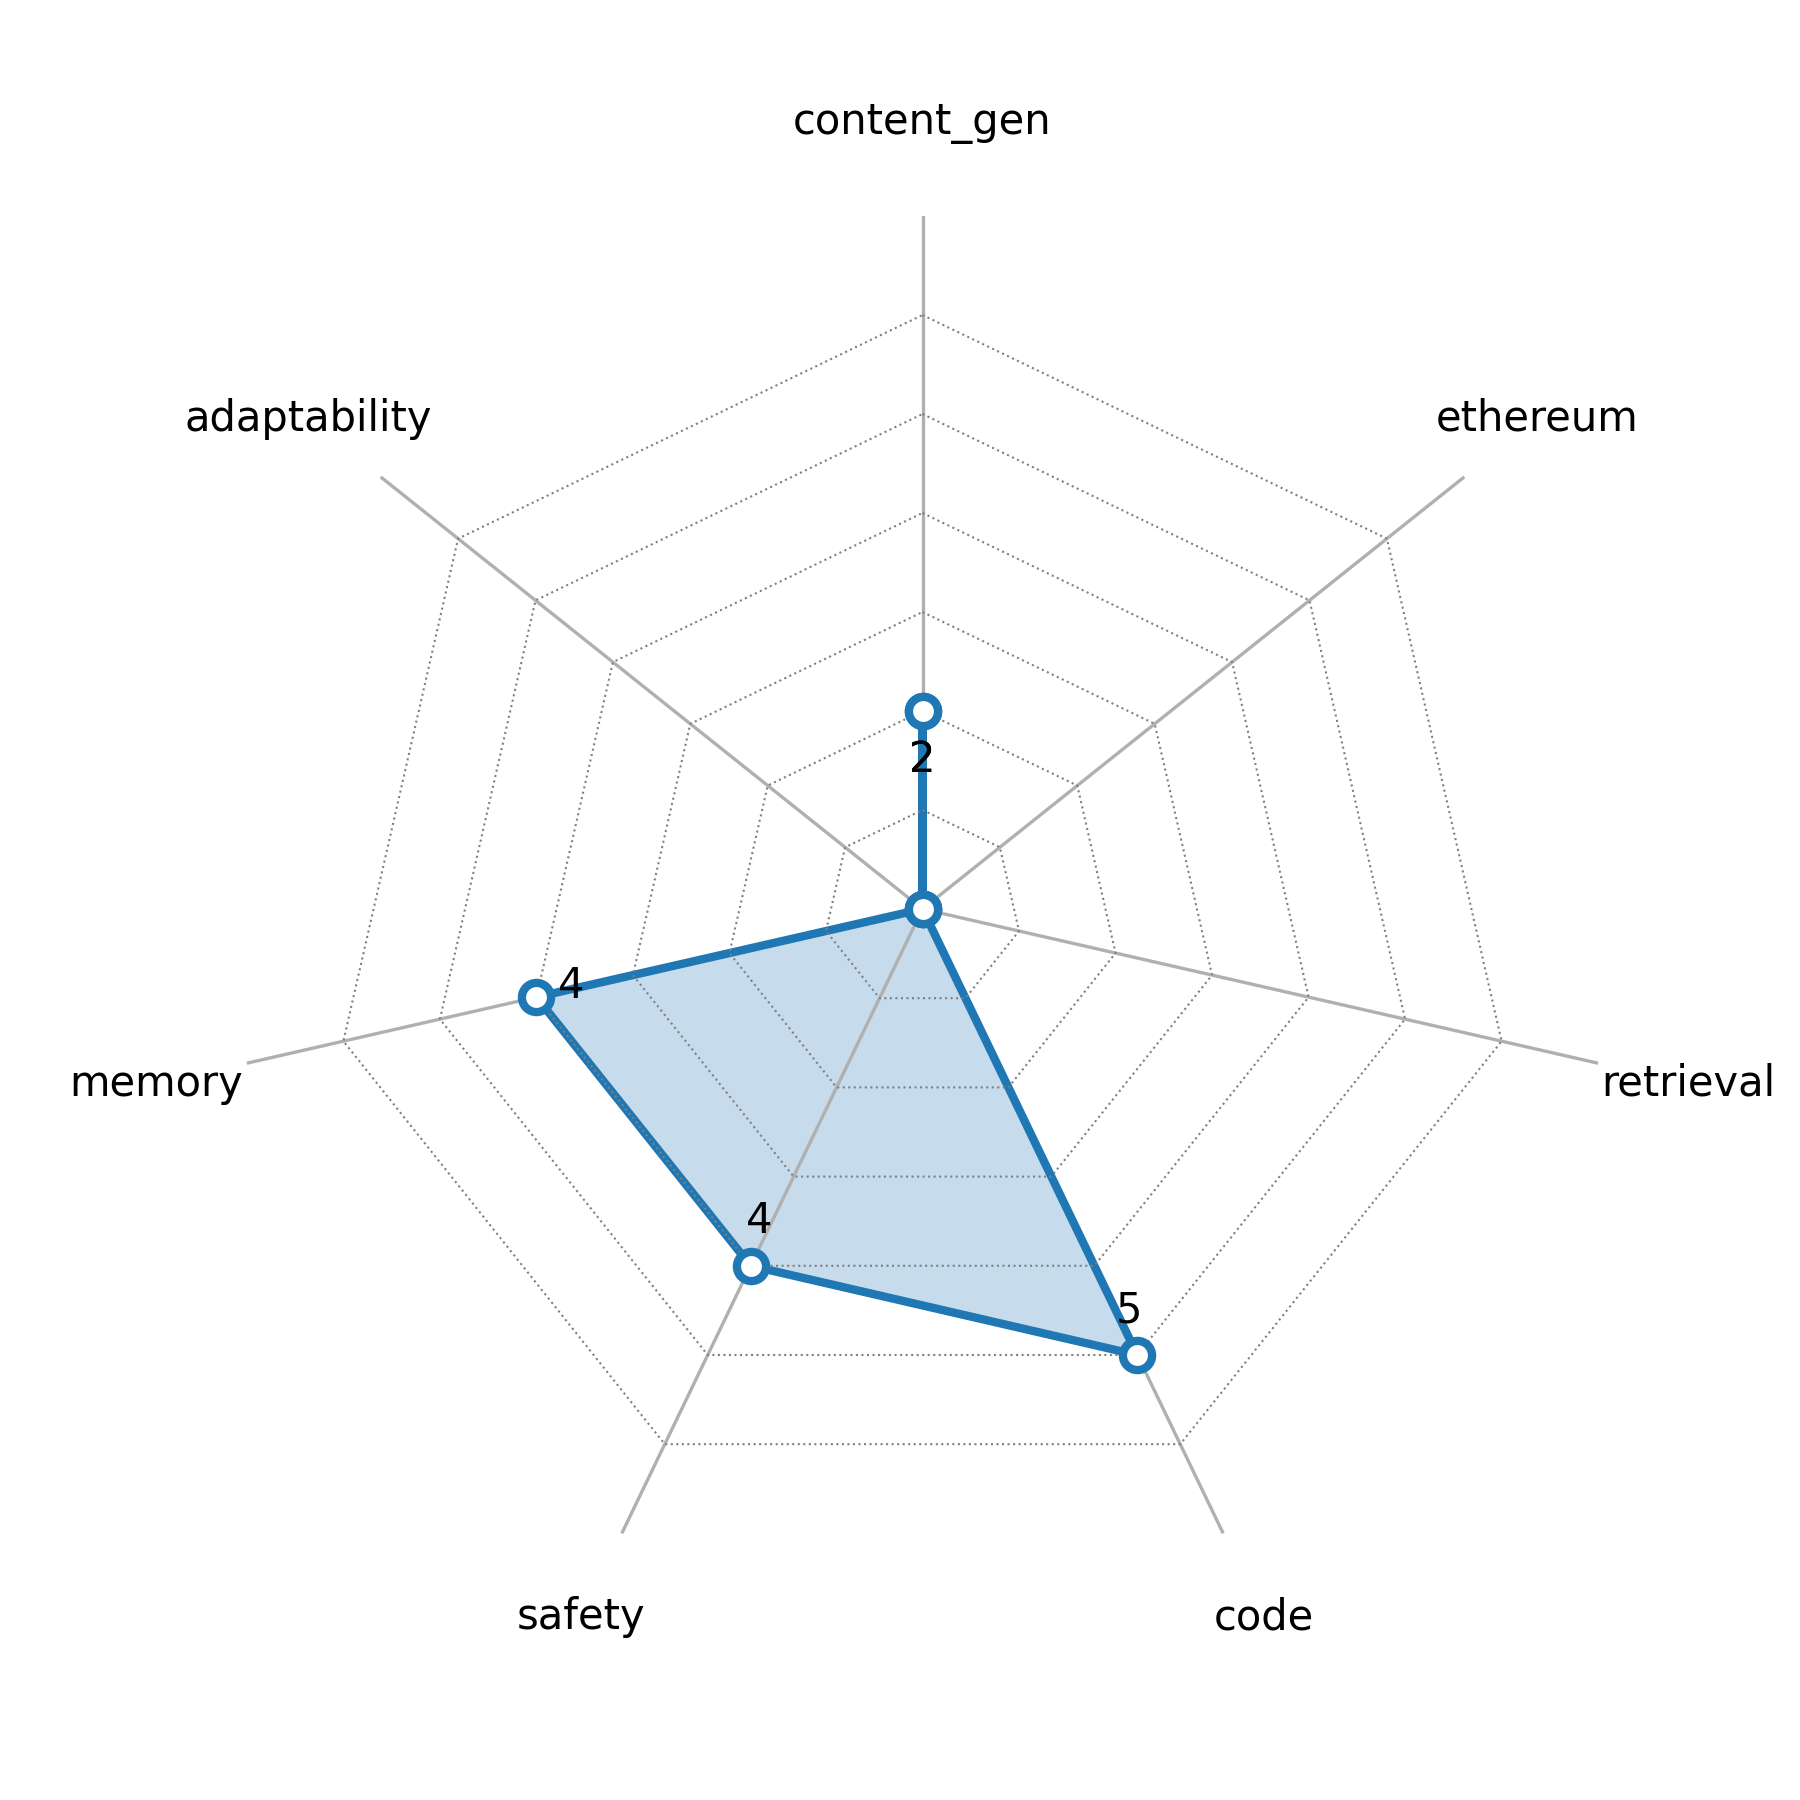 content_gen
adaptability
ethereum
2
4
memory
retrieval
4
5
safety
code